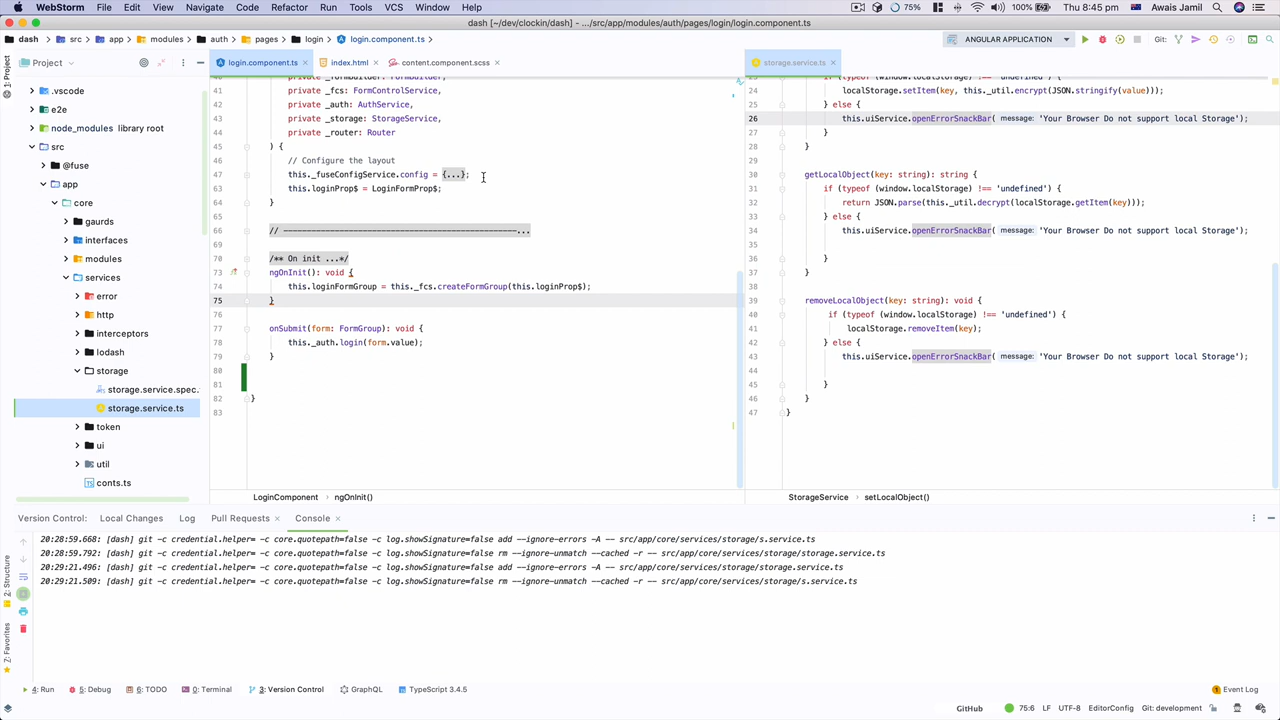 WebStorm File Edit View Navigate Code Refactor Run Tools VCS Window Help 75% 100% Thu 8:45 pm Awais Jamil
dash [~/dev/clockin/dash] - .../src/app/modules/auth/pages/login/login.component.ts
dash src app modules auth pages login login.component.ts ANGULAR APPLICATION Git:
1: Project
Project
.vscode
e2e
node_modules library root
src
@fuse
app
core
gaurds
interfaces
modules
services
error
http
interceptors
lodash
storage
storage.service.spec.
storage.service.ts
token
ui
util
conts.ts
login.component.ts index.html content.component.scss
41 private _fcs: FormControlService,
42 private _auth: AuthService,
43 private _storage: StorageService,
44 private _router: Router
45 ) {
46 // Configure the layout
47 this._fuseConfigService.config = {...};
63 this.loginProp$ = LoginFormProp$;
64 }
65
66 // —————————————————————————————————————————...
69
70 /** On init ...*/
73 ngOnInit(): void {
74 this.loginFormGroup = this._fcs.createFormGroup(this.loginProp$);
75 }
76
77 onSubmit(form: FormGroup): void {
78 this._auth.login(form.value);
79 }
80
81
82 }
83
LoginComponent › ngOnInit()
storage.service.ts
23 if (typeof (window.localStorage) !== 'undefined') {
24 localStorage.setItem(key, this._util.encrypt(JSON.stringify(value)));
25 } else {
26 this.uiService.openErrorSnackBar( message: 'Your Browser Do not support local Storage');
27 }
28 }
29
30 getLocalObject(key: string): string {
31 if (typeof (window.localStorage) !== 'undefined') {
32 return JSON.parse(this._util.decrypt(localStorage.getItem(key)));
33 } else {
34 this.uiService.openErrorSnackBar( message: 'Your Browser Do not support local Storage');
35
36 }
37 }
38
39 removeLocalObject(key: string): void {
40 if (typeof (window.localStorage) !== 'undefined') {
41 localStorage.removeItem(key);
42 } else {
43 this.uiService.openErrorSnackBar( message: 'Your Browser Do not support local Storage');
44
45 }
46 }
47 }
StorageService › setLocalObject()
Version Control: Local Changes Log Pull Requests Console
20:28:59.668: [dash] git -c credential.helper= -c core.quotepath=false -c log.showSignature=false add --ignore-errors -A -- src/app/core/services/storage/s.service.ts
20:28:59.792: [dash] git -c credential.helper= -c core.quotepath=false -c log.showSignature=false rm --ignore-unmatch --cached -r -- src/app/core/services/storage/storage.service.ts
20:29:21.496: [dash] git -c credential.helper= -c core.quotepath=false -c log.showSignature=false add --ignore-errors -A -- src/app/core/services/storage/storage.service.ts
20:29:21.509: [dash] git -c credential.helper= -c core.quotepath=false -c log.showSignature=false rm --ignore-unmatch --cached -r -- src/app/core/services/storage/s.service.ts
Z: Structure
2: Favorites
4: Run 5: Debug 6: TODO 0: Terminal 3: Version Control GraphQL TypeScript 3.4.5 1 Event Log
GitHub 75:6 LF UTF-8 EditorConfig Git: development